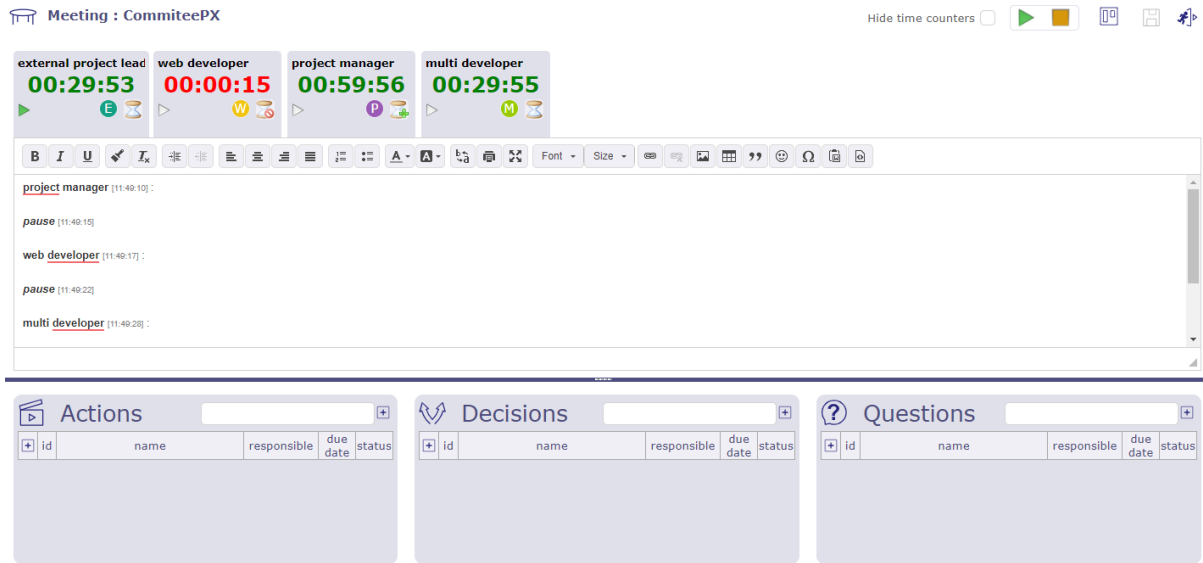 Meeting : CommiteePX
Hide time counters
external project lead web developer project manager multi developer
00:29:53 00:00:15 00:59:56 00:29:55
E W P M
B I U Tx Font Size
project manager [11:49:10] :
pause [11:49:15]
web developer [11:49:17] :
pause [11:49:22]
multi developer [11:49:28] :
Actions Decisions Questions
id name responsible due date status id name responsible due date status id name responsible due date status